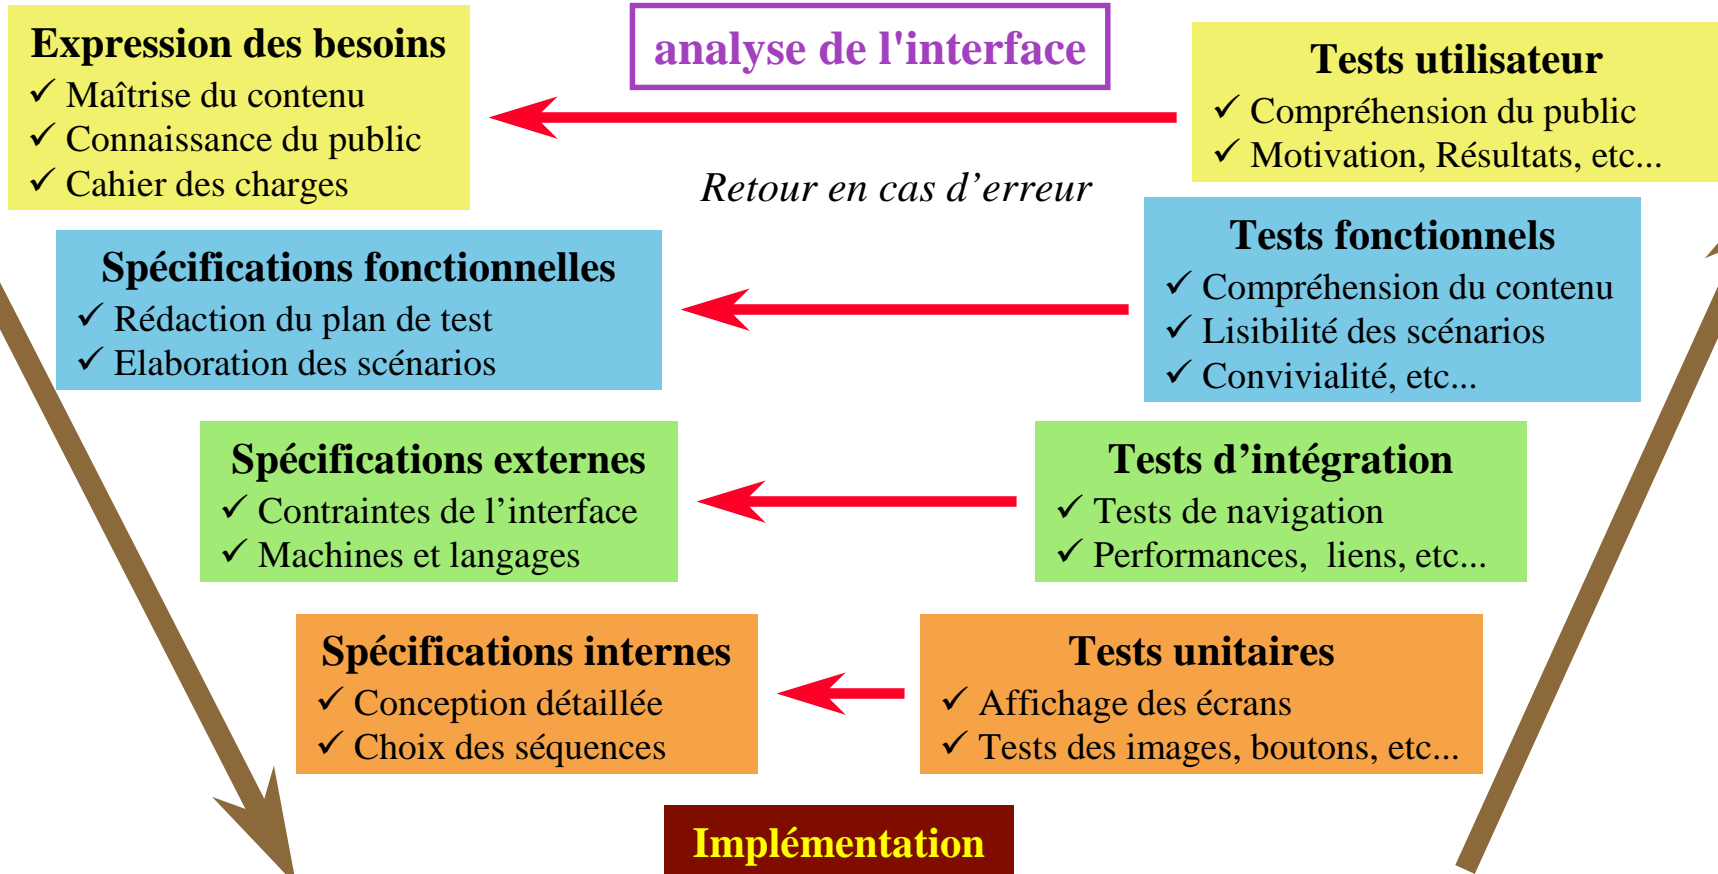 Expression des besoins
✓ Maîtrise du contenu
✓ Connaissance du public
✓ Cahier des charges
analyse de l'interface
Tests utilisateur
✓ Compréhension du public
✓ Motivation, Résultats, etc...
Retour en cas d’erreur
Spécifications fonctionnelles
✓ Rédaction du plan de test
✓ Elaboration des scénarios
Tests fonctionnels
✓ Compréhension du contenu
✓ Lisibilité des scénarios
✓ Convivialité, etc...
Spécifications externes
✓ Contraintes de l’interface
✓ Machines et langages
Tests d’intégration
✓ Tests de navigation
✓ Performances, liens, etc...
Spécifications internes
✓ Conception détaillée
✓ Choix des séquences
Tests unitaires
✓ Affichage des écrans
✓ Tests des images, boutons, etc...
Implémentation